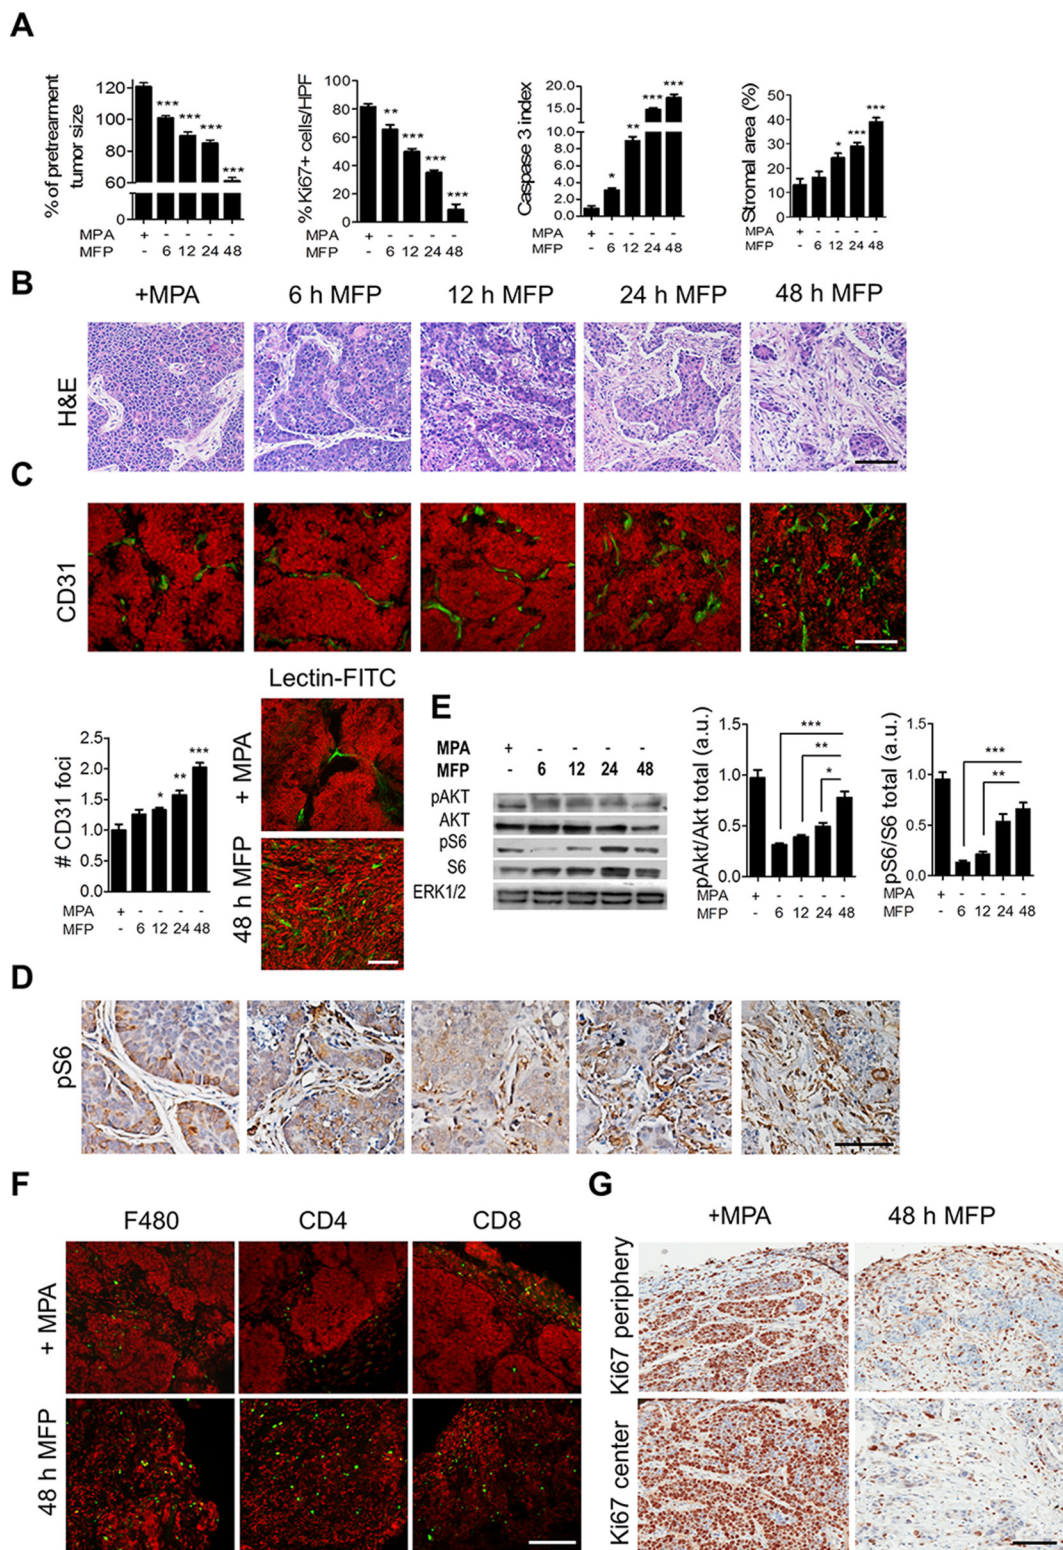 A
% of pretrearment
tumor size
120
100
80
60
60
0
MPA + - - - -
MFP - 6 12 24 48
*** *** *** ***
% Ki67+ cells/HPF
100
80
60
40
20
0
MPA + - - - -
MFP - 6 12 24 48
** *** *** ***
Caspase 3 index
20.0
15.0
10.0
8.0
6.0
4.0
2.0
0
MPA + - - - -
MFP - 6 12 24 48
* ** *** ***
Stromal area (%)
50
40
30
20
10
0
MPA + - - - -
MFP - 6 12 24 48
* *** ***
B
+MPA 6 h MFP 12 h MFP 24 h MFP 48 h MFP
H&E
C
CD31
# CD31 foci
2.5
2.0
1.5
1.0
0.5
0.0
* ** ***
MPA + - - - -
MFP - 6 12 24 48
Lectin-FITC
+ MPA
48 h MFP
E
MPA + - - - -
MFP - 6 12 24 48
pAKT
AKT
pS6
S6
ERK1/2
pAkt/Akt total (a.u.)
1.5
1.0
0.5
0.0
***
**
*
MPA + - - - -
MFP - 6 12 24 48
pS6/S6 total (a.u.)
1.5
1.0
0.5
0.0
***
**
MPA + - - - -
MFP - 6 12 24 48
D
pS6
F
F480 CD4 CD8
+ MPA
48 h MFP
G
+MPA 48 h MFP
Ki67 periphery
Ki67 center